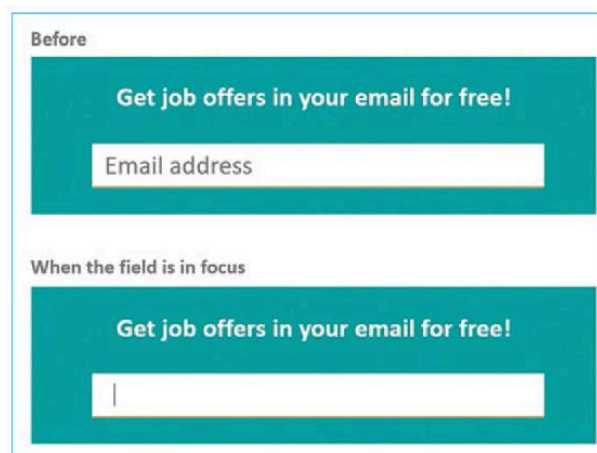 Before
Get job offers in your email for free!
Email address
When the field is in focus
Get job offers in your email for free!